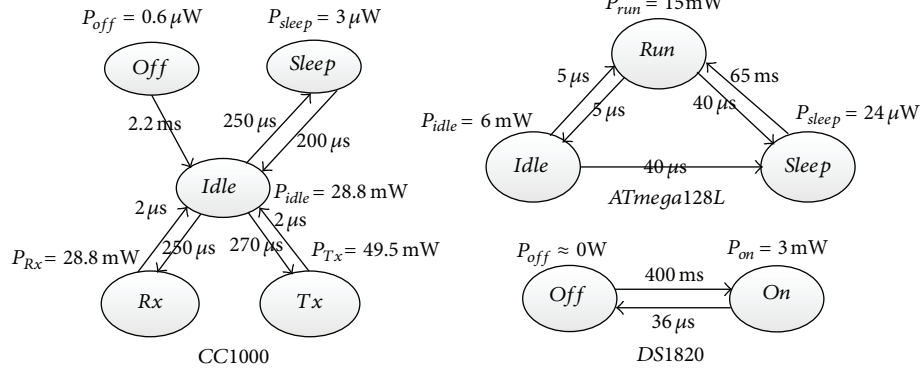 P_off = 0.6 μW
P_sleep = 3 μW
Off
Sleep
2.2 ms
250 μs
200 μs
Idle
P_idle = 28.8 mW
2 μs
2 μs
250 μs
270 μs
P_Rx = 28.8 mW
P_Tx = 49.5 mW
Rx
Tx
CC1000
P_run = 15 mW
Run
5 μs
65 ms
5 μs
40 μs
P_idle = 6 mW
P_sleep = 24 μW
Idle
40 μs
Sleep
ATmega128L
P_off ≈ 0W
P_on = 3 mW
400 ms
Off
On
36 μs
DS1820